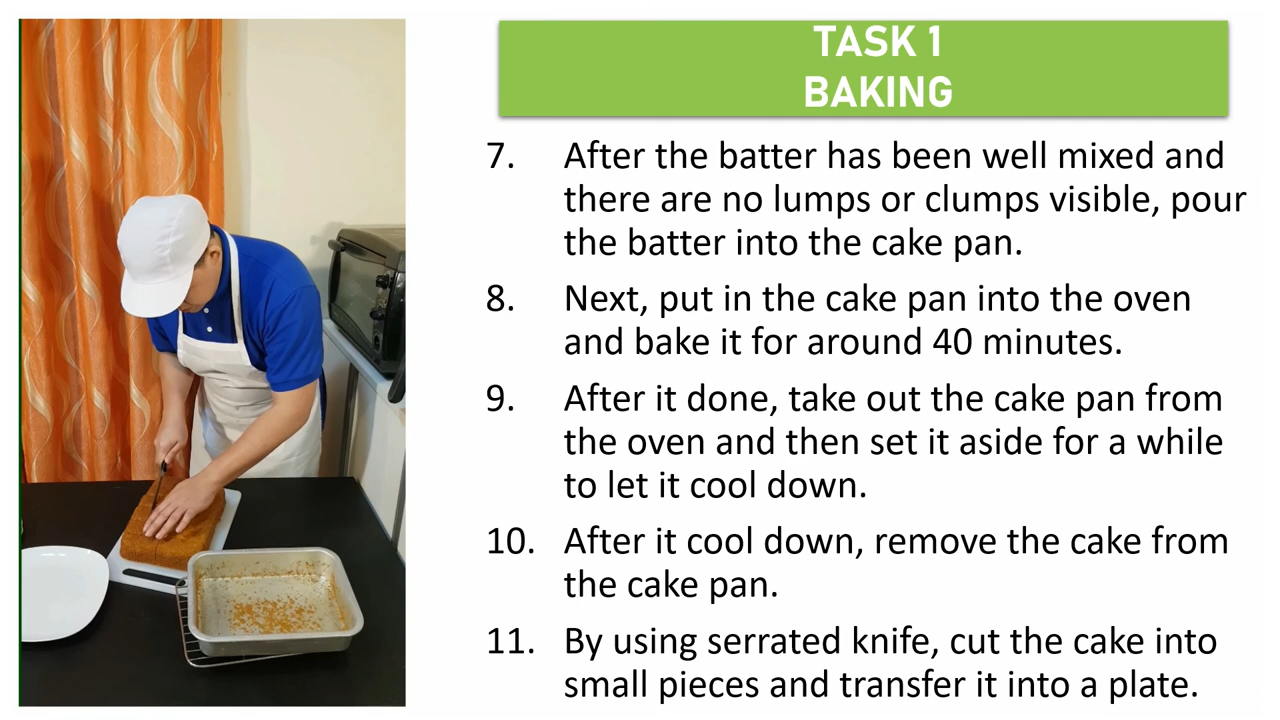 TASK 1
BAKING
7. After the batter has been well mixed and
there are no lumps or clumps visible, pour
the batter into the cake pan.
8. Next, put in the cake pan into the oven
and bake it for around 40 minutes.
9. After it done, take out the cake pan from
the oven and then set it aside for a while
to let it cool down.
10. After it cool down, remove the cake from
the cake pan.
11. By using serrated knife, cut the cake into
small pieces and transfer it into a plate.